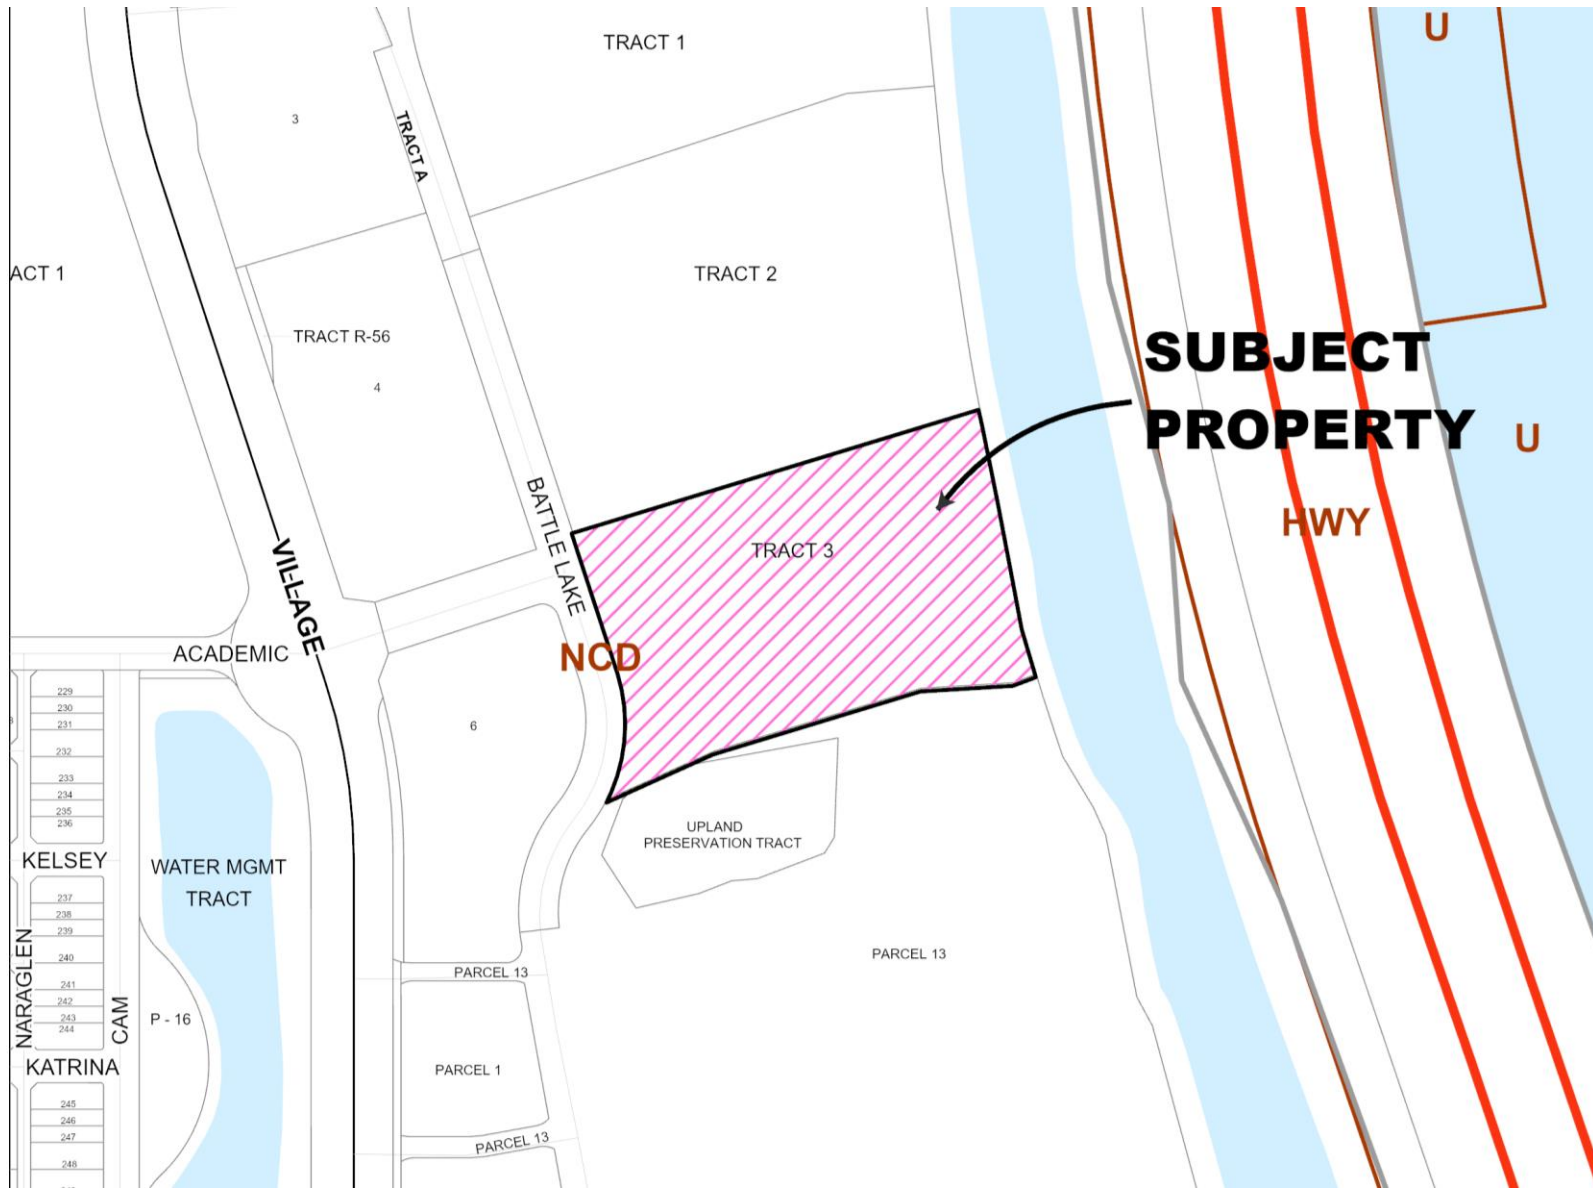 U
TRACT 1
3
TRACT A
ACT 1
TRACT 2
TRACT R-56
4
SUBJECT
PROPERTY
U
HWY
BATTLE LAKE
TRACT 3
VILLAGE
ACADEMIC
NCD
6
229
230
231
232
233
234
235
236
UPLAND
PRESERVATION TRACT
KELSEY
WATER MGMT
TRACT
237
238
239
240
241
242
243
244
NARAGLEN
CAM
P - 16
PARCEL 13
PARCEL 13
KATRINA
PARCEL 1
245
246
247
248
PARCEL 13